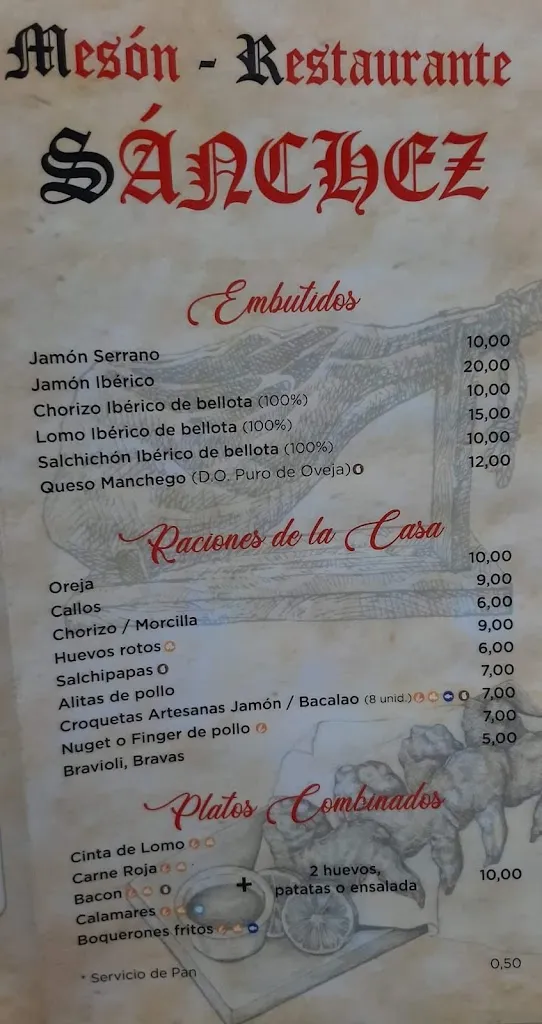 Mesón - Restaurante
SÁNCHEZ
Embutidos
Jamón Serrano 10,00
Jamón Ibérico 20,00
Chorizo Ibérico de bellota (100%) 10,00
Lomo Ibérico de bellota (100%) 15,00
Salchichón Ibérico de bellota (100%) 10,00
Queso Manchego (D.O. Puro de Oveja) 12,00
Raciones de la Casa
Oreja 10,00
Callos 9,00
Chorizo / Morcilla 6,00
Huevos rotos 9,00
Salchipapas 6,00
Alitas de pollo 7,00
Croquetas Artesanas Jamón / Bacalao (8 unid.) 7,00
Nuget o Finger de pollo 7,00
Bravioli, Bravas 5,00
Platos Combinados
Cinta de Lomo
Carne Roja
Bacon
Calamares
Boquerones fritos
+ 2 huevos,
patatas o ensalada 10,00
* Servicio de Pan 0,50